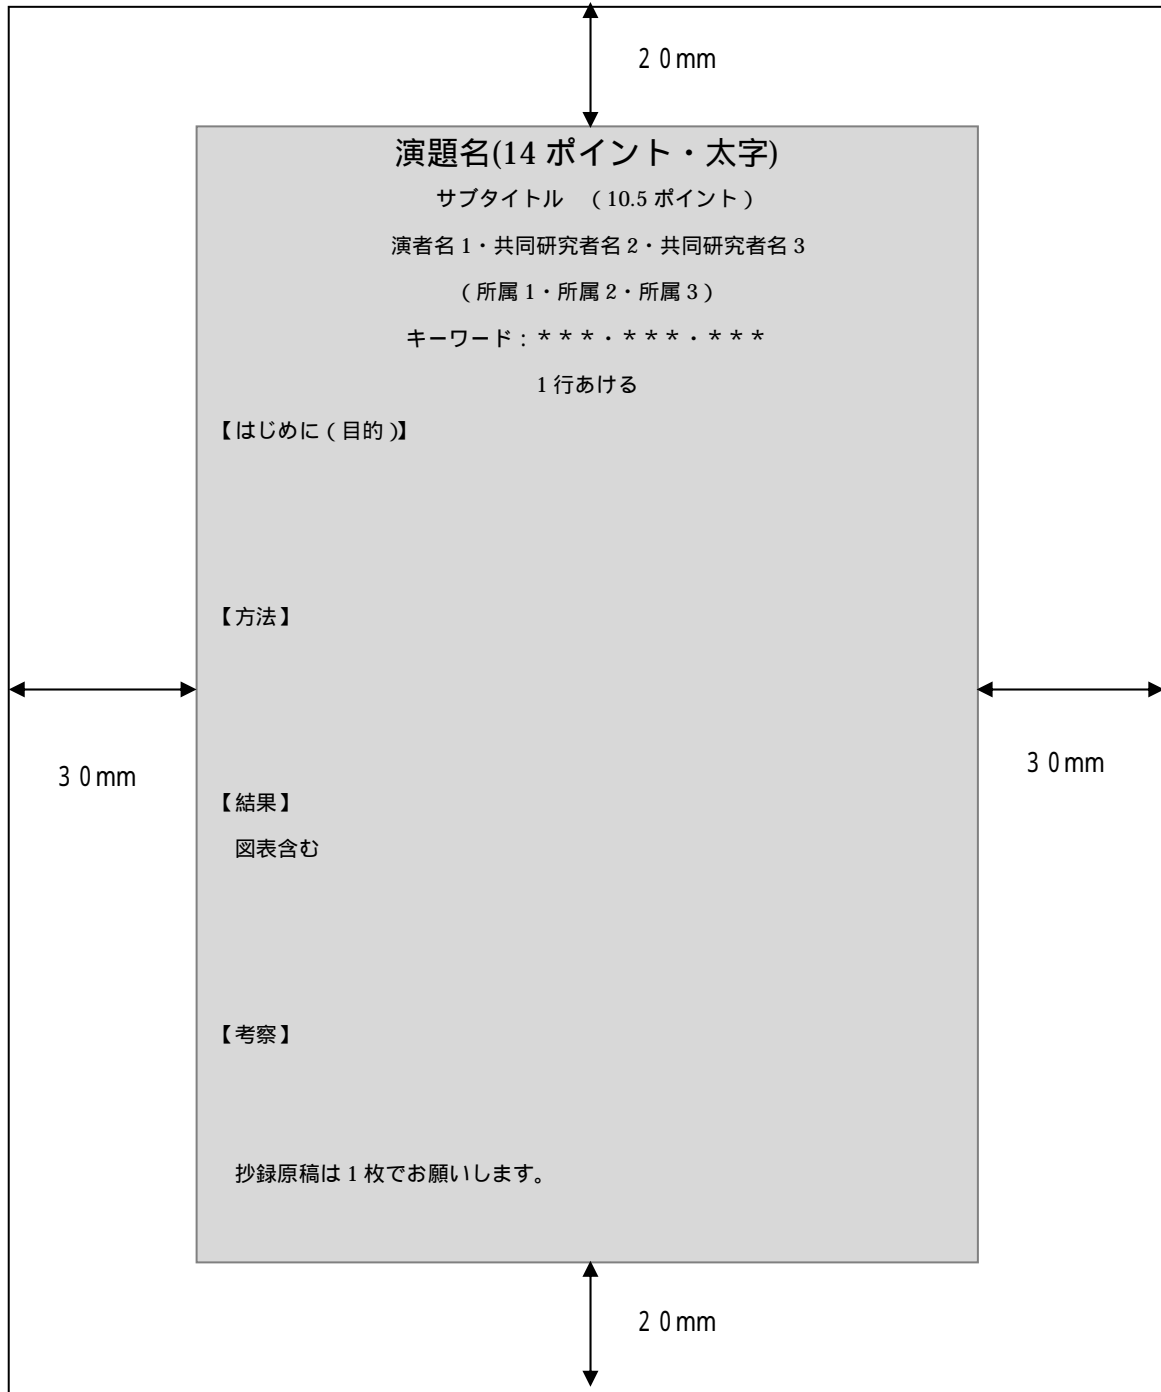 ２０mm
演題名(14 ポイント・太字)
サブタイトル　（10.5 ポイント）
演者名 1・共同研究者名 2・共同研究者名 3
（所属 1・所属 2・所属 3）
キーワード：＊＊＊・＊＊＊・＊＊＊
1 行あける
【はじめに（目的）】
【方法】
３０mm
３０mm
【結果】
図表含む
【考察】
抄録原稿は 1 枚でお願いします。
２０mm